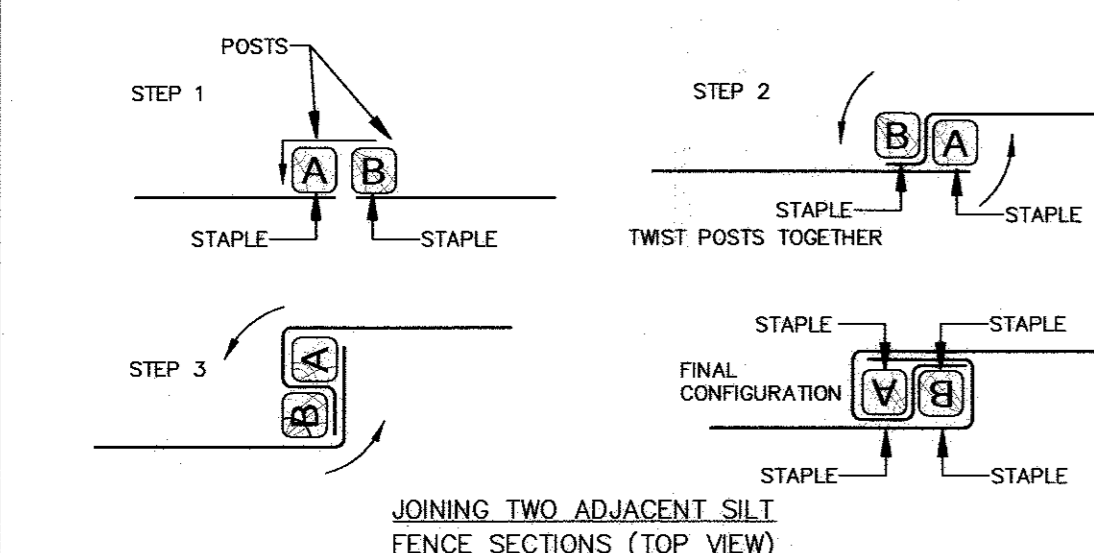 POSTS
STEP 1
A B
STAPLE STAPLE
STEP 2
B A
STAPLE STAPLE
TWIST POSTS TOGETHER
STEP 3
A
B
STAPLE STAPLE
FINAL
CONFIGURATION
A B
STAPLE STAPLE
JOINING TWO ADJACENT SILT
FENCE SECTIONS (TOP VIEW)